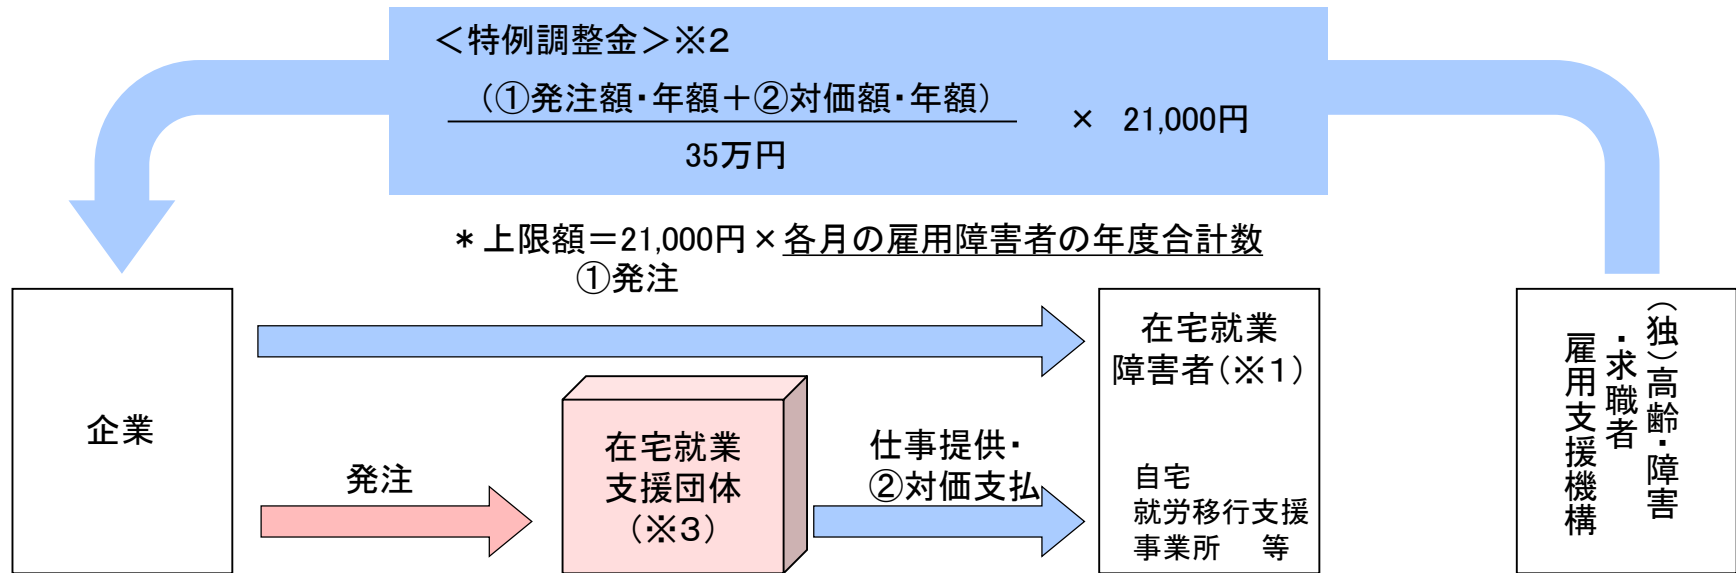 ＜特例調整金＞※２
（①発注額・年額＋②対価額・年額）
35万円
× 21,000円
＊上限額＝21,000円×各月の雇用障害者の年度合計数
①発注
企業
発注
在宅就業
支援団体
（※３）
仕事提供・
②対価支払
在宅就業
障害者（※１）
自宅
就労移行支援
事業所　等
（独）高齢・障害
・求職者
雇用支援機構